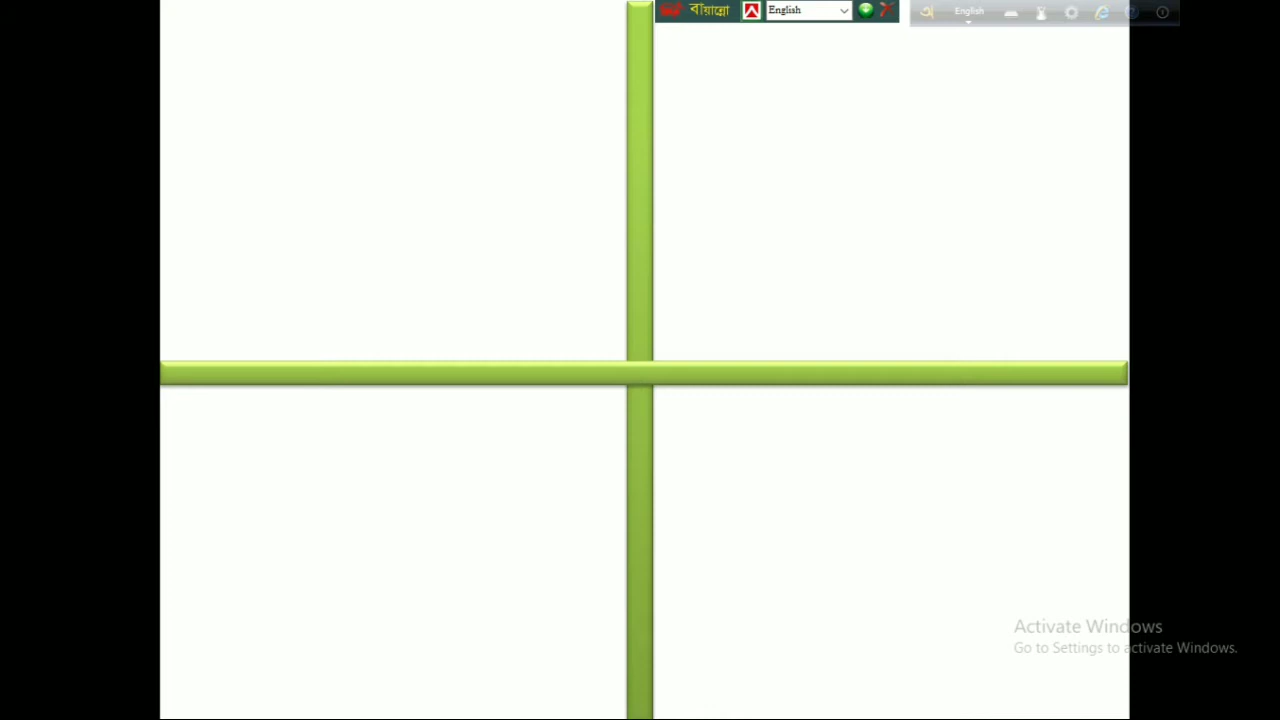 বায়ান্নো
English
অ English
Activate Windows
Go to Settings to activate Windows.